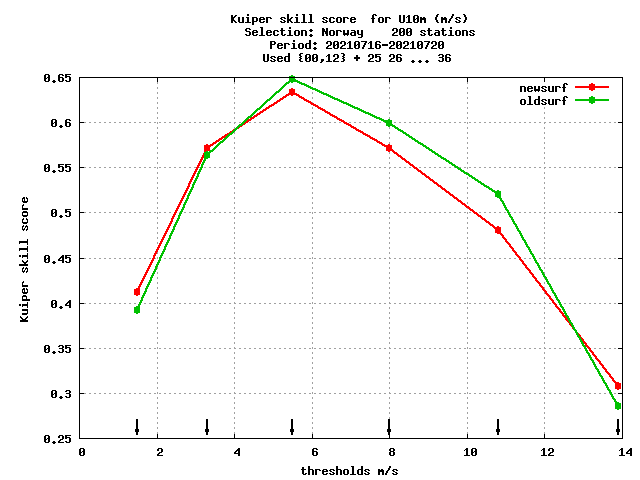 Kuiper skill score  for U10m (m/s)
Selection: Norway    200 stations
Period: 20210716-20210720
Used {00,12} + 25 26 ... 36
newsurf
oldsurf
Kuiper skill score
0.65
0.6
0.55
0.5
0.45
0.4
0.35
0.3
0.25
0 2 4 6 8 10 12 14
thresholds m/s